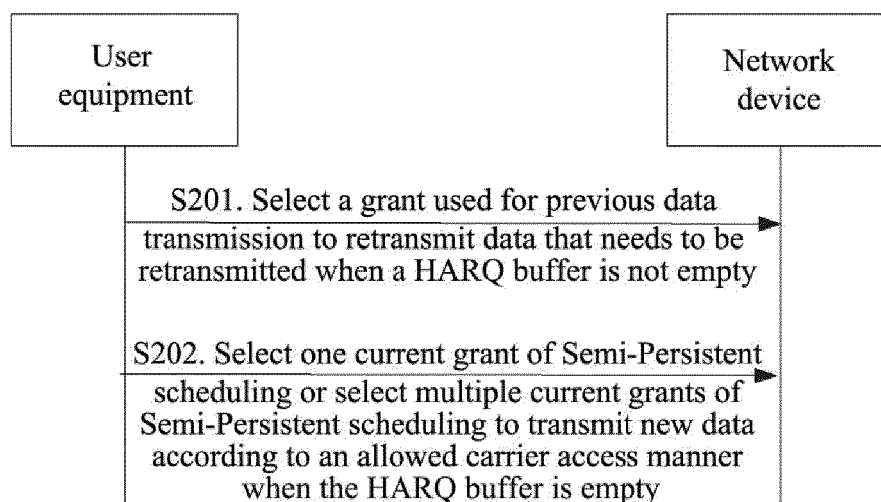 User
equipment
Network
device
S201. Select a grant used for previous data
transmission to retransmit data that needs to be
retransmitted when a HARQ buffer is not empty
S202. Select one current grant of Semi-Persistent
scheduling or select multiple current grants of
Semi-Persistent scheduling to transmit new data
according to an allowed carrier access manner
when the HARQ buffer is empty